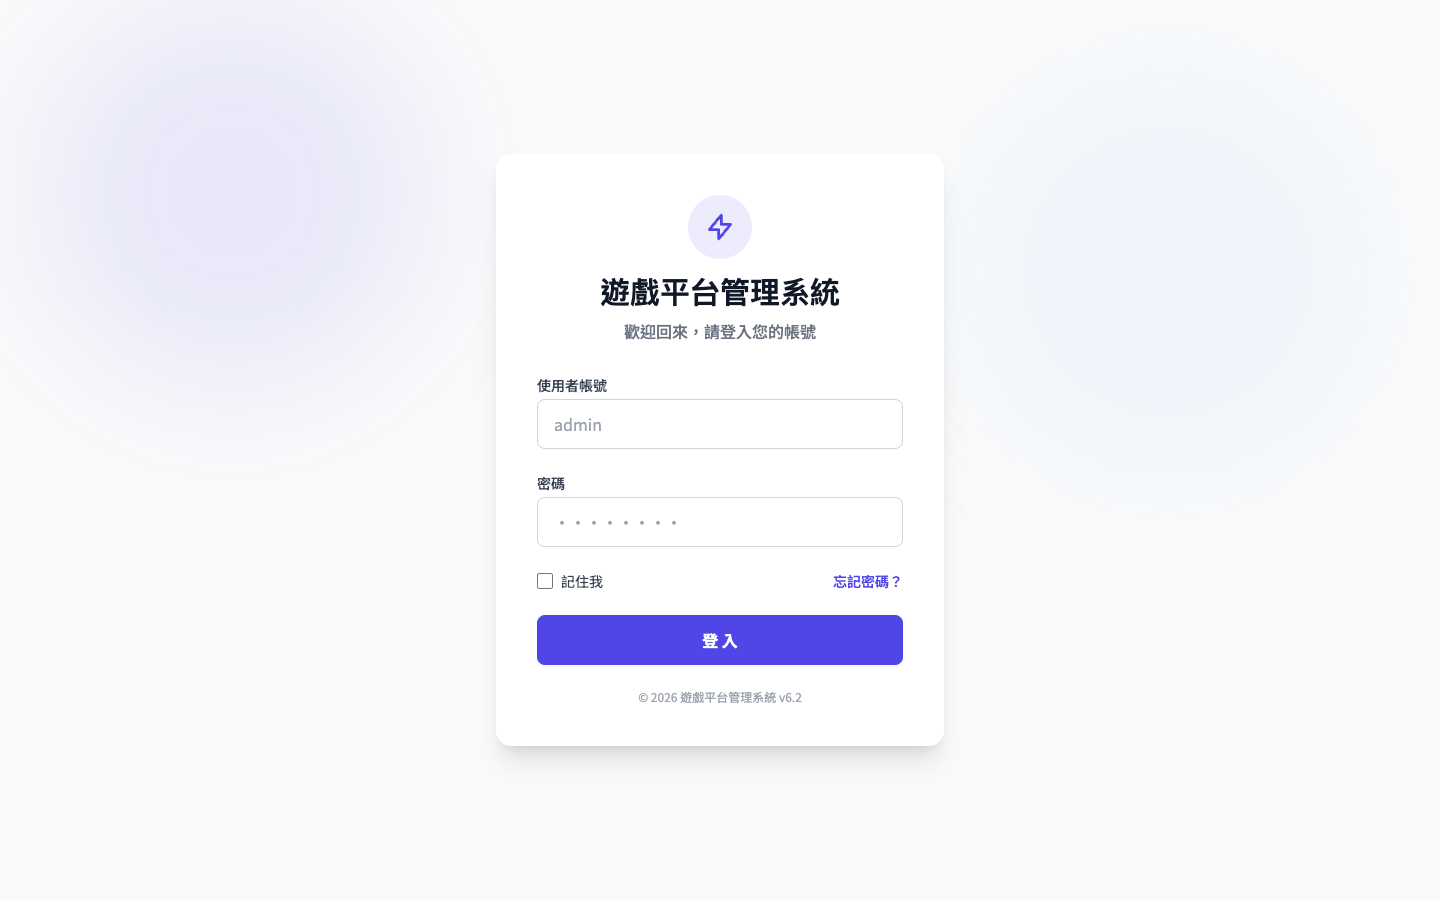 遊戲平台管理系統
歡迎回來，請登入您的帳號
使用者帳號
admin
密碼
••••••••
記住我 忘記密碼？
登入
© 2026 遊戲平台管理系統 v6.2